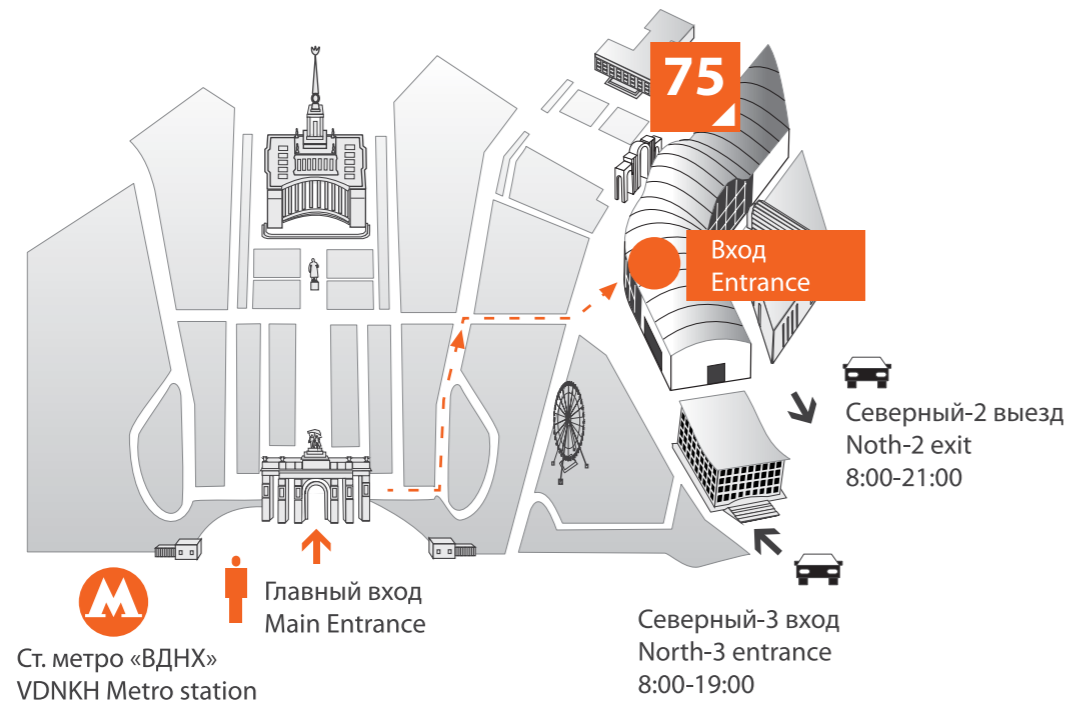 75
Вход
Entrance
Северный-2 выезд
Noth-2 exit
8:00-21:00
Главный вход
Main Entrance
Северный-3 вход
North-3 entrance
8:00-19:00
М
Ст. метро «ВДНХ»
VDNKH Metro station